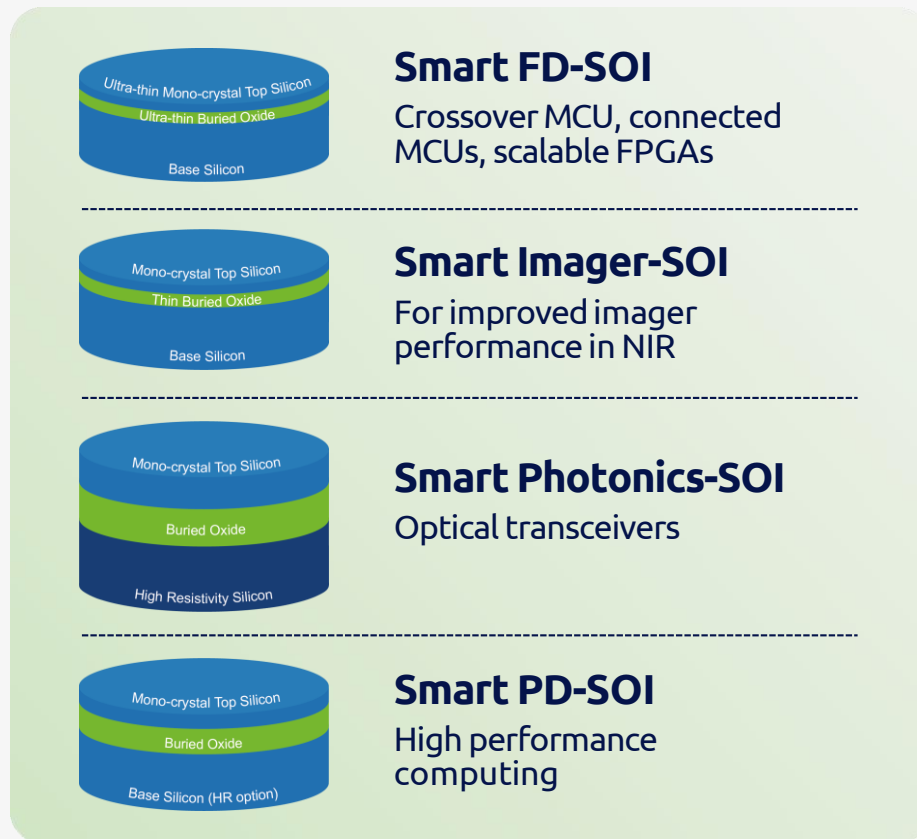 Ultra-thin Mono-crystal Top Silicon
Ultra-thin Buried Oxide
Base Silicon
Smart FD-SOI
Crossover MCU, connected
MCUs, scalable FPGAs
Mono-crystal Top Silicon
Thin Buried Oxide
Base Silicon
Smart Imager-SOI
For improved imager
performance in NIR
Mono-crystal Top Silicon
Buried Oxide
High Resistivity Silicon
Smart Photonics-SOI
Optical transceivers
Mono-crystal Top Silicon
Buried Oxide
Base Silicon (HR option)
Smart PD-SOI
High performance
computing